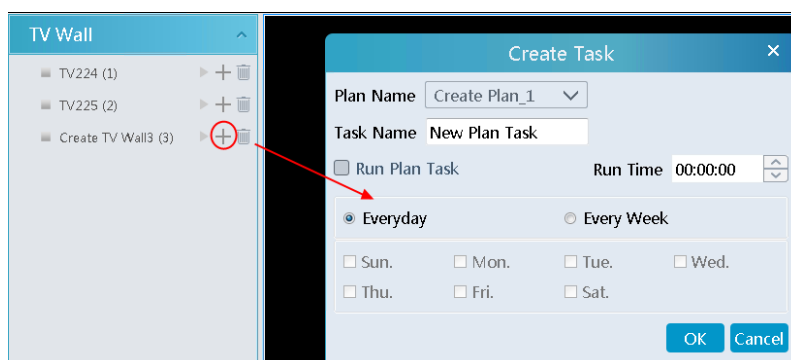 TV Wall
TV224 (1)
TV225 (2)
Create TV Wall3 (3)
Create Task
Plan Name Create Plan_1
Task Name New Plan Task
Run Plan Task Run Time 00:00:00
Everyday Every Week
Sun. Mon. Tue. Wed.
Thu. Fri. Sat.
OK Cancel